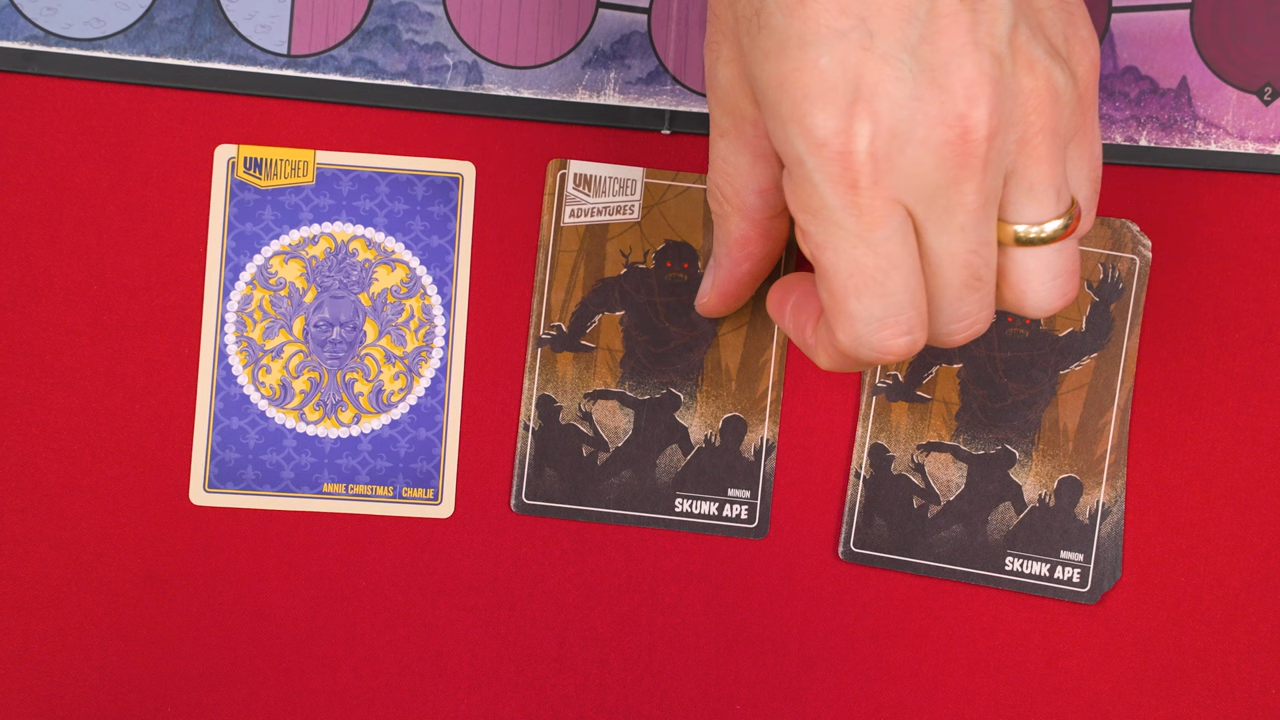 2
UNMATCHED
ANNIE CHRISTMAS | CHARLIE
UNMATCHED
ADVENTURES
MINION
SKUNK APE
MINION
SKUNK APE